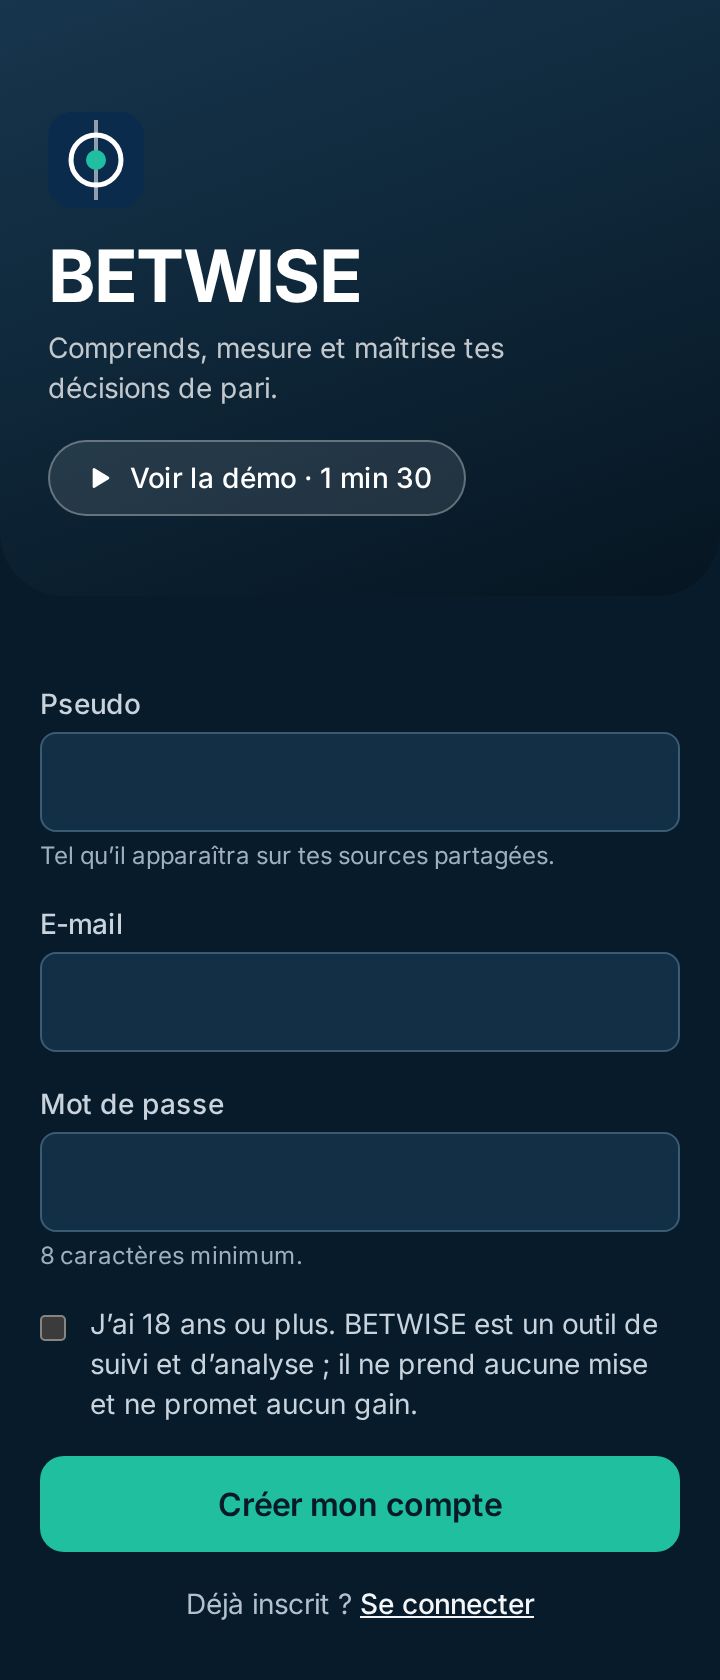 BETWISE
Comprends, mesure et maîtrise tes
décisions de pari.
Voir la démo · 1 min 30
Pseudo
Tel qu’il apparaîtra sur tes sources partagées.
E-mail
Mot de passe
8 caractères minimum.
J’ai 18 ans ou plus. BETWISE est un outil de
suivi et d’analyse ; il ne prend aucune mise
et ne promet aucun gain.
Créer mon compte
Déjà inscrit ? Se connecter